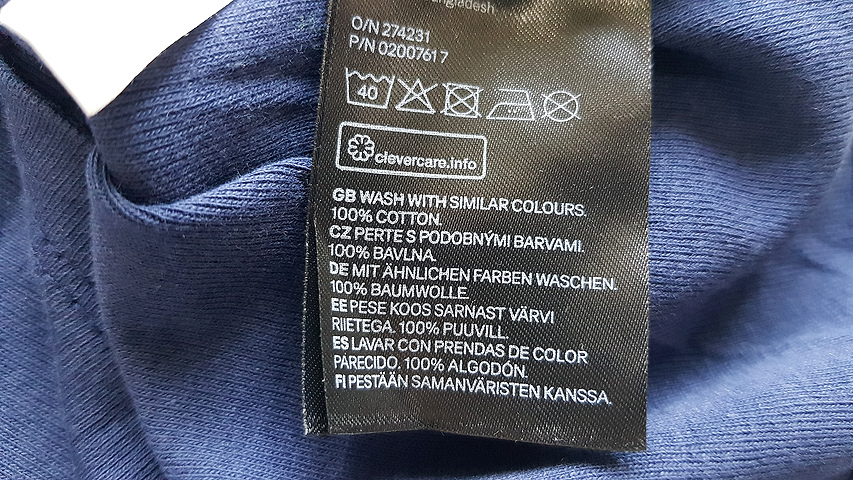 O/N 274231
P/N 02007617
40
clevercare.info
GB WASH WITH SIMILAR COLOURS.
100% COTTON.
CZ PERTE S PODOBNÝMI BARVAMI.
100% BAVLNA.
DE MIT ÄHNLICHEN FARBEN WASCHEN.
100% BAUMWOLLE.
EE PESE KOOS SARNAST VÄRVI
RIIETEGA. 100% PUUVILL.
ES LAVAR CON PRENDAS DE COLOR
PARECIDO. 100% ALGODÓN.
FI PESTÄÄN SAMANVÄRISTEN KANSSA.